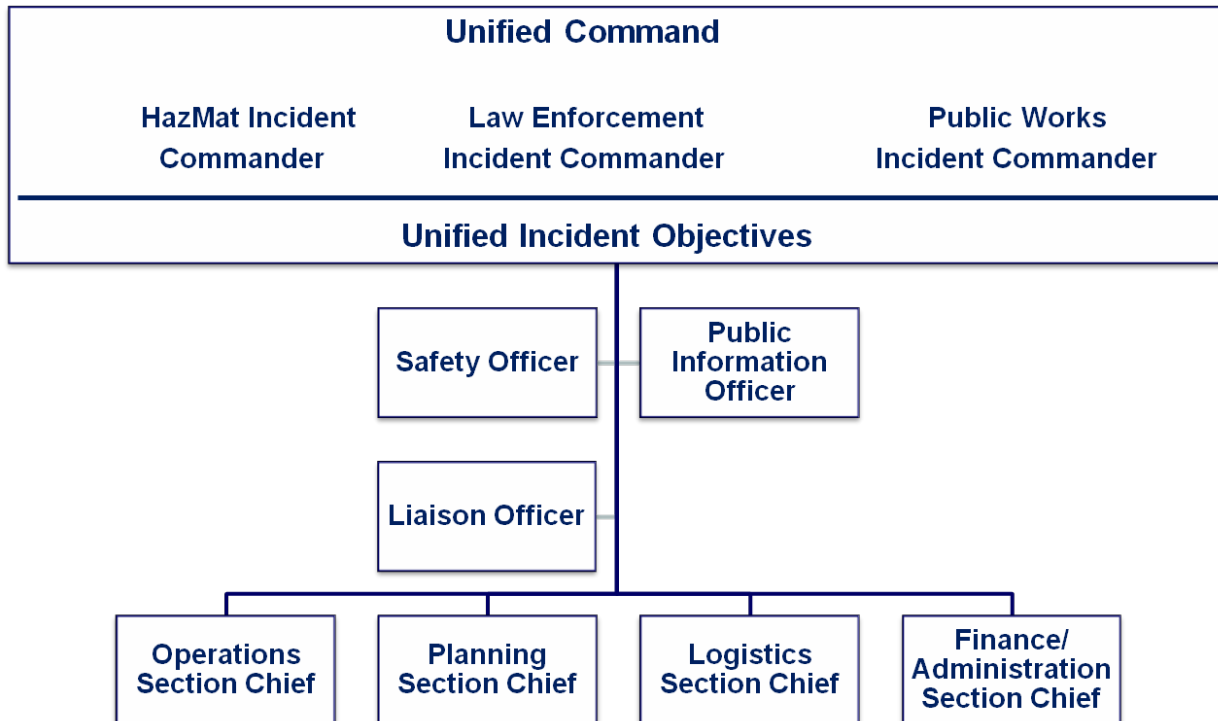 Unified Command
HazMat Incident
Commander
Law Enforcement
Incident Commander
Public Works
Incident Commander
Unified Incident Objectives
Safety Officer
Public
Information
Officer
Liaison Officer
Operations
Section Chief
Planning
Section Chief
Logistics
Section Chief
Finance/
Administration
Section Chief